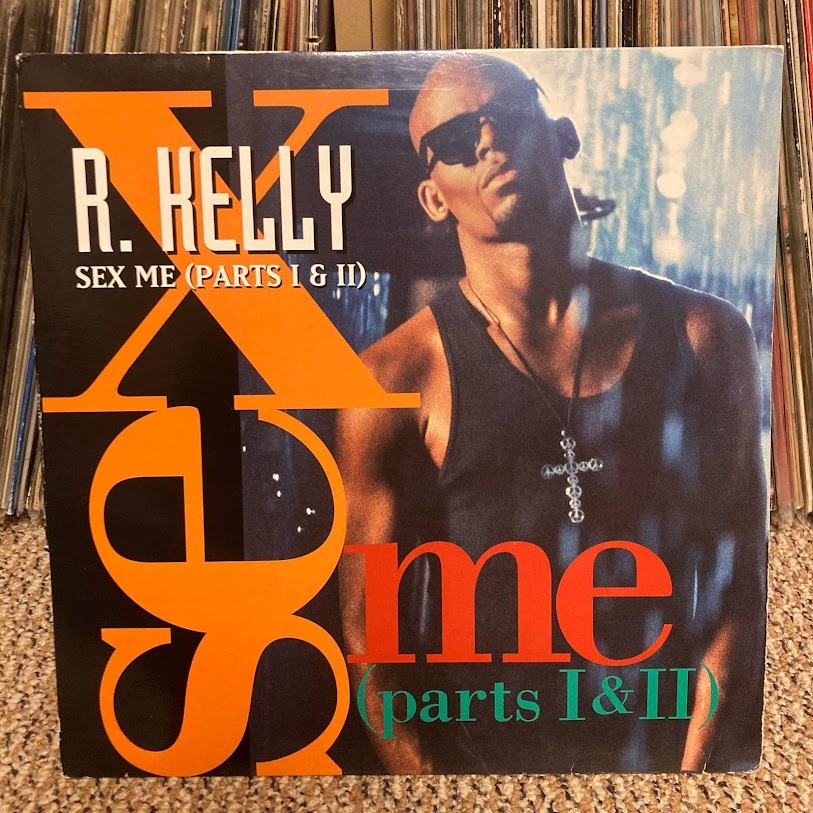 R. KELLY
SEX ME (PARTS I & II)
sex
me
(parts I & II)